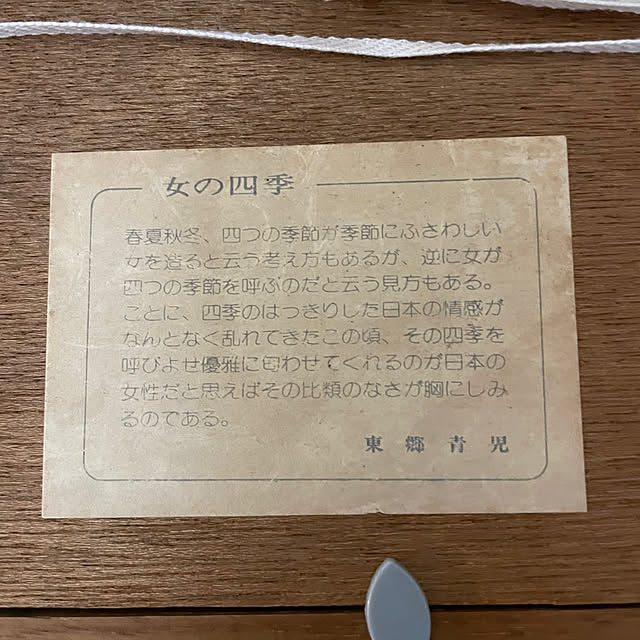 女の四季
春夏秋冬、四つの季節が季節にふさわしい
女を造ると云う考え方もあるが、逆に女が
四つの季節を呼ぶのだと云う見方もある。
ことに、四季のはっきりした日本の情感が
なんとなく乱れてきたこの頃、その四季を
呼びよせ優雅に匂わせてくれるのが日本の
女性だと思えばその比類のなさが胸にしみ
るのである。
東郷青児